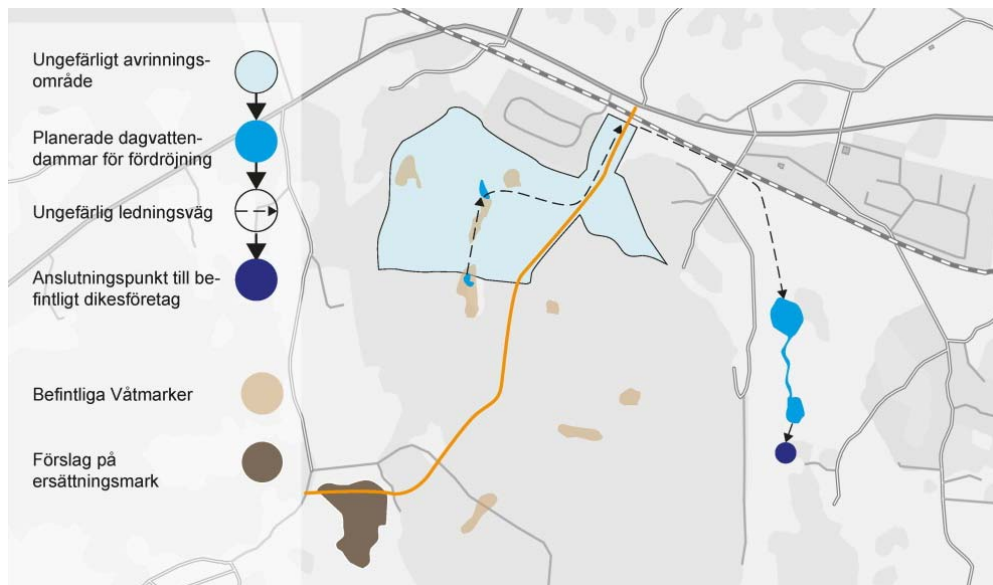 Ungefärligt avrinnings-
område
Planerade dagvatten-
dammar för fördröjning
Ungefärlig ledningsväg
Anslutningspunkt till be-
fintligt dikesföretag
Befintliga Våtmarker
Förslag på
ersättningsmark